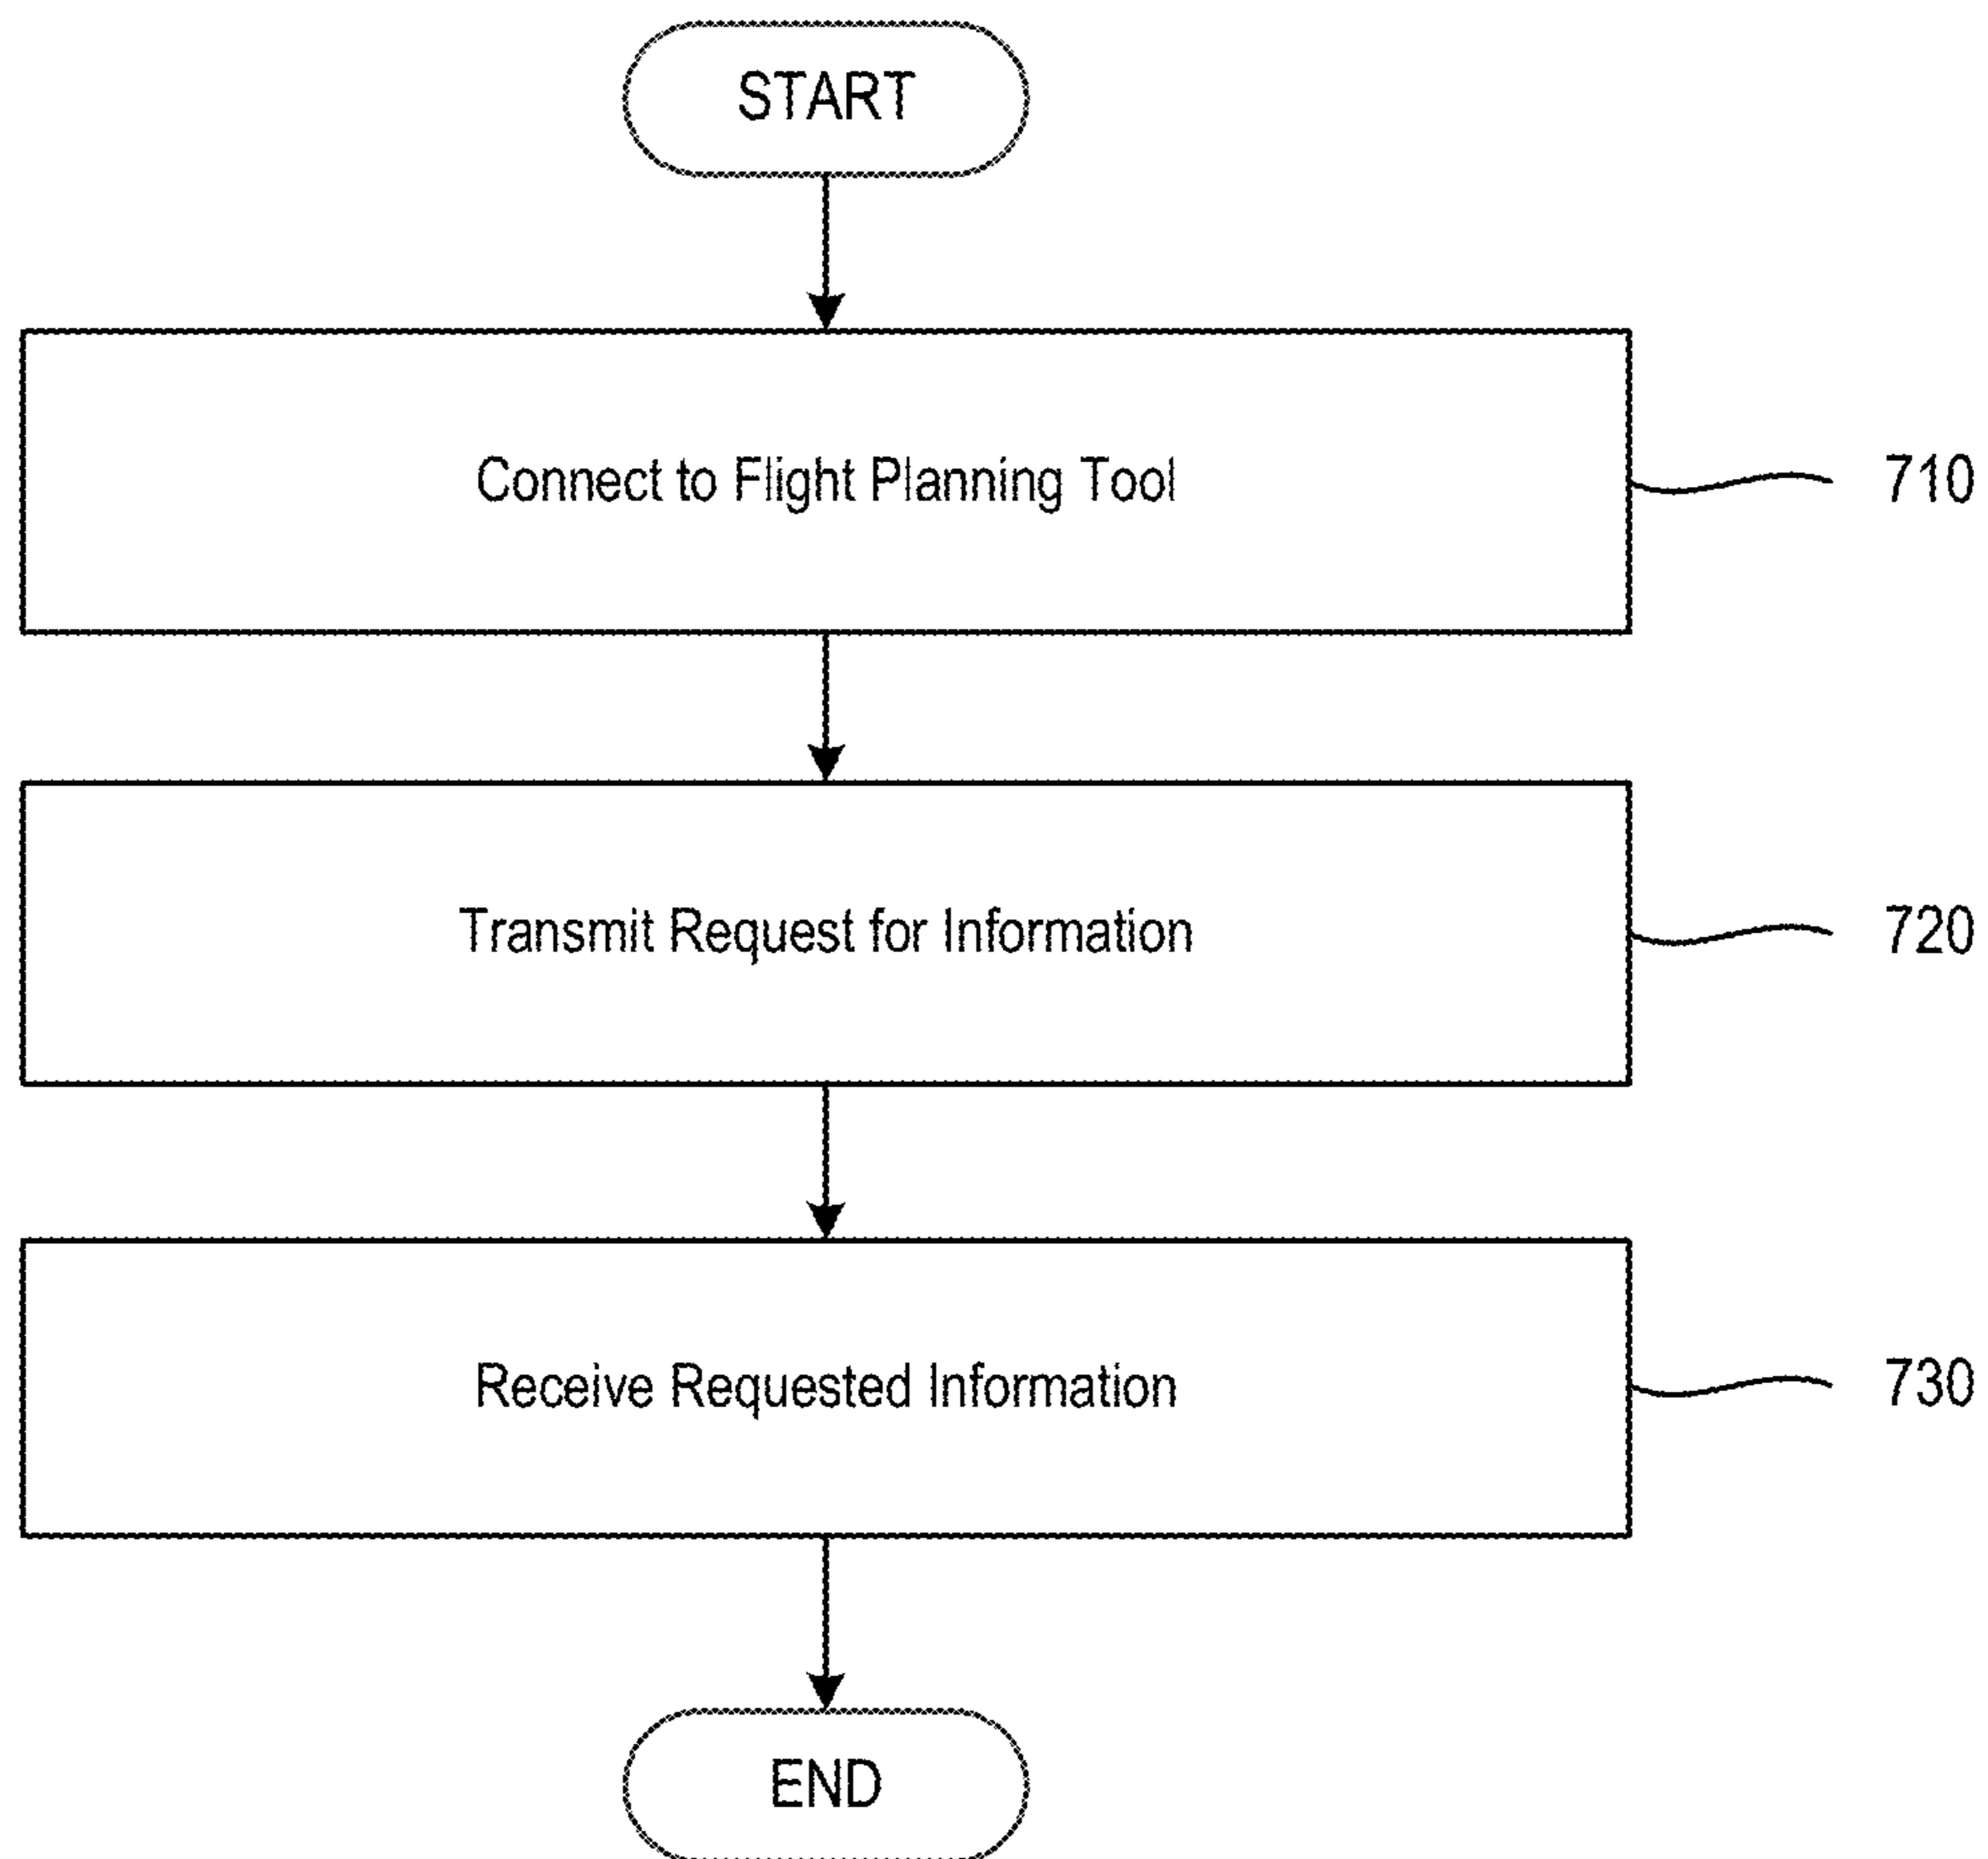 START
Connect to Flight Planning Tool
710
Transmit Request for Information
720
Receive Requested Information
730
END